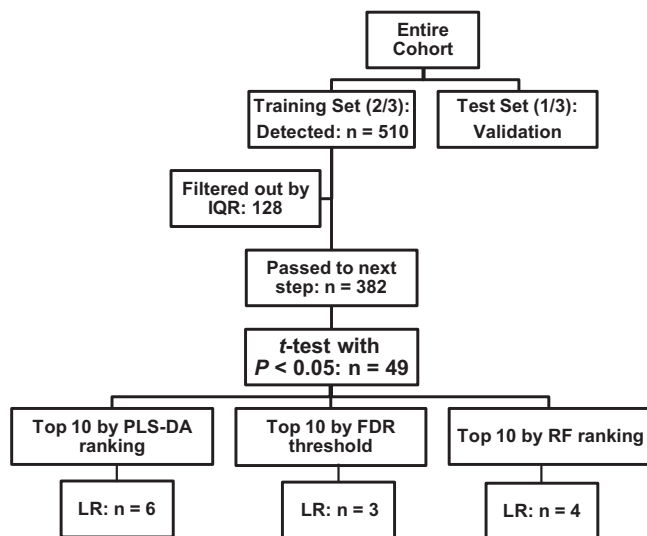 Entire
Cohort
Training Set (2/3):
Detected: n = 510
Test Set (1/3):
Validation
Filtered out by
IQR: 128
Passed to next
step: n = 382
t-test with
P < 0.05: n = 49
Top 10 by PLS-DA
ranking
Top 10 by FDR
threshold
Top 10 by RF ranking
LR: n = 6
LR: n = 3
LR: n = 4